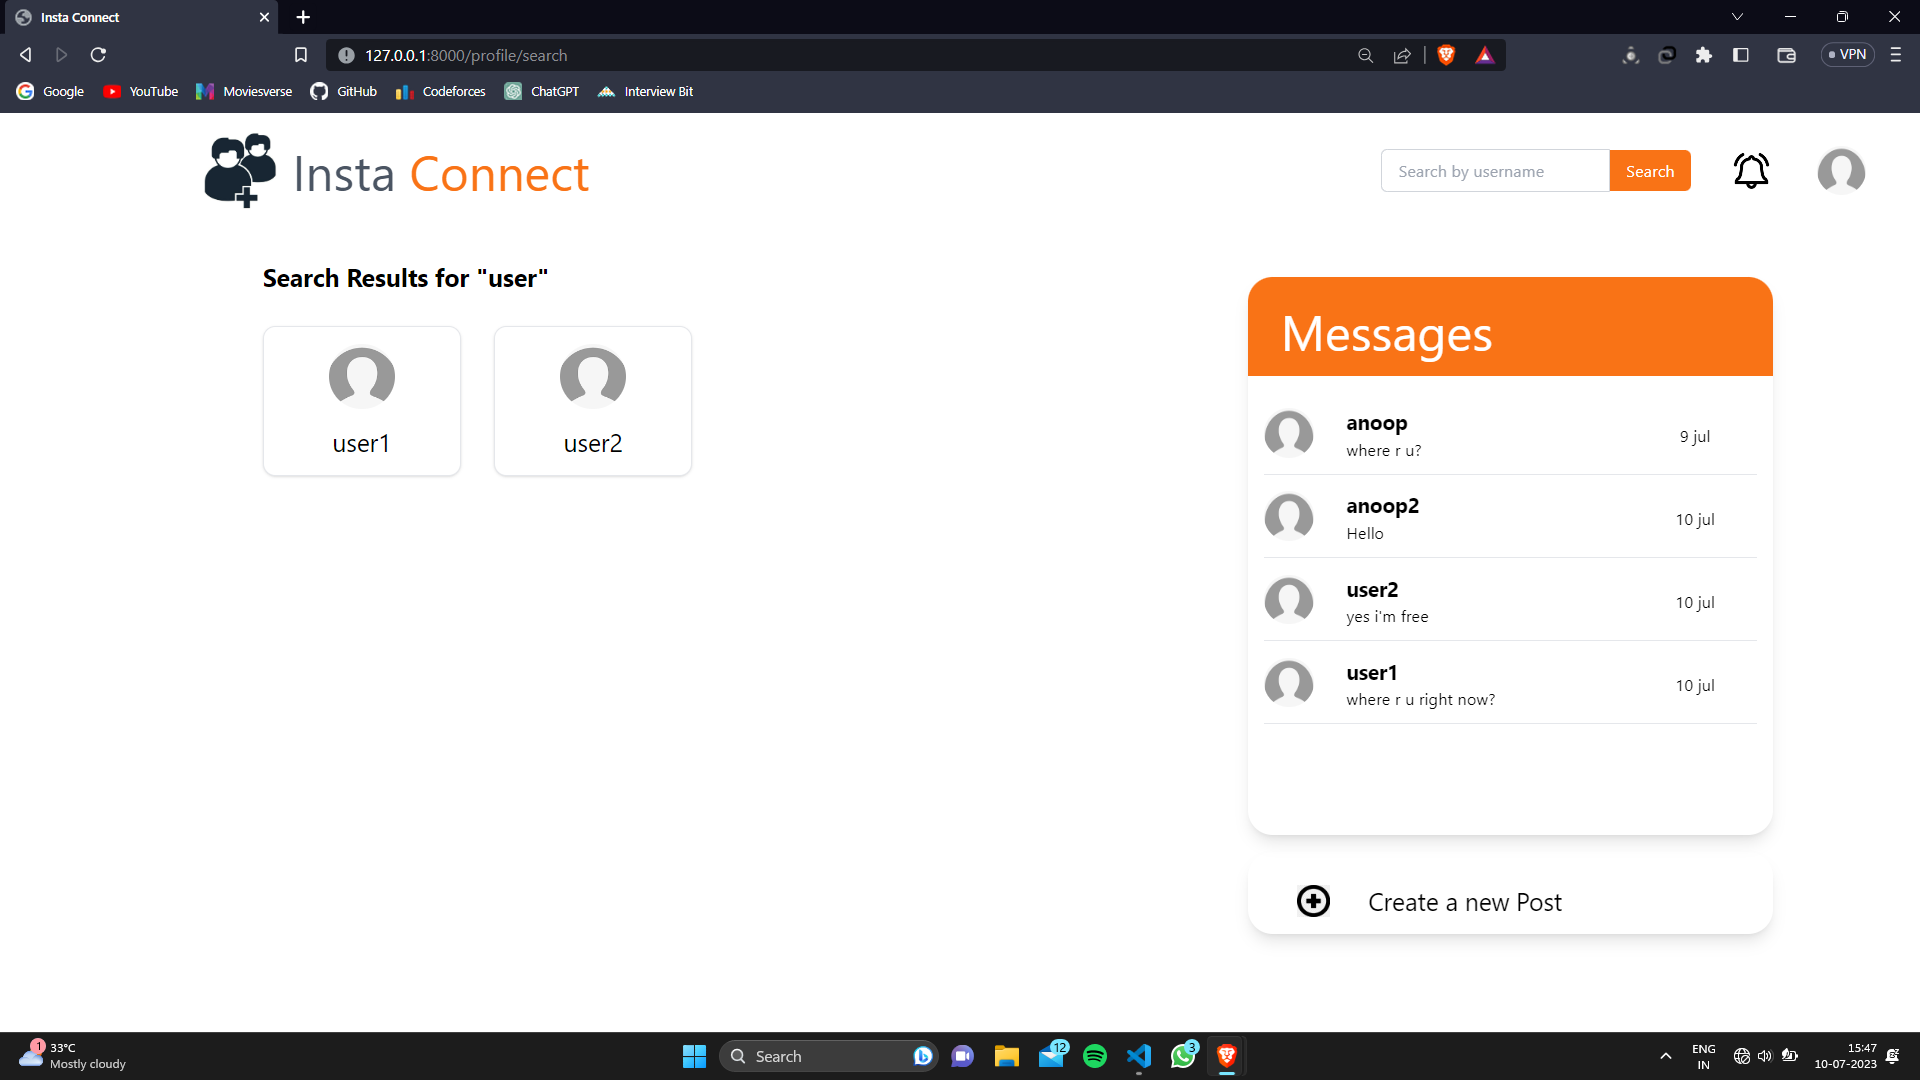 Insta Connect
127.0.0.1:8000/profile/search
VPN
Google YouTube Moviesverse GitHub Codeforces ChatGPT Interview Bit
Insta Connect
Search by username Search
Search Results for "user"
user1 user2
Messages
anoop
where r u?
9 jul
anoop2
Hello
10 jul
user2
yes i'm free
10 jul
user1
where r u right now?
10 jul
Create a new Post
1
33°C
Mostly cloudy
Search
12
3
ENG
IN
15:47
10-07-2023